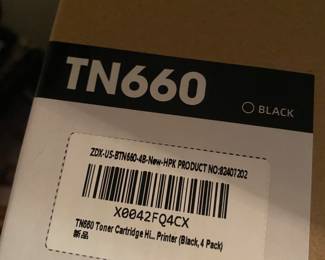 TN660
BLACK
ZDX-US-BTN660-4B-New-HPK PRODUCT NO:92407202
X0042FQ4CX
TN660 Toner Cartridge Hi... Printer (Black, 4 Pack)
新品